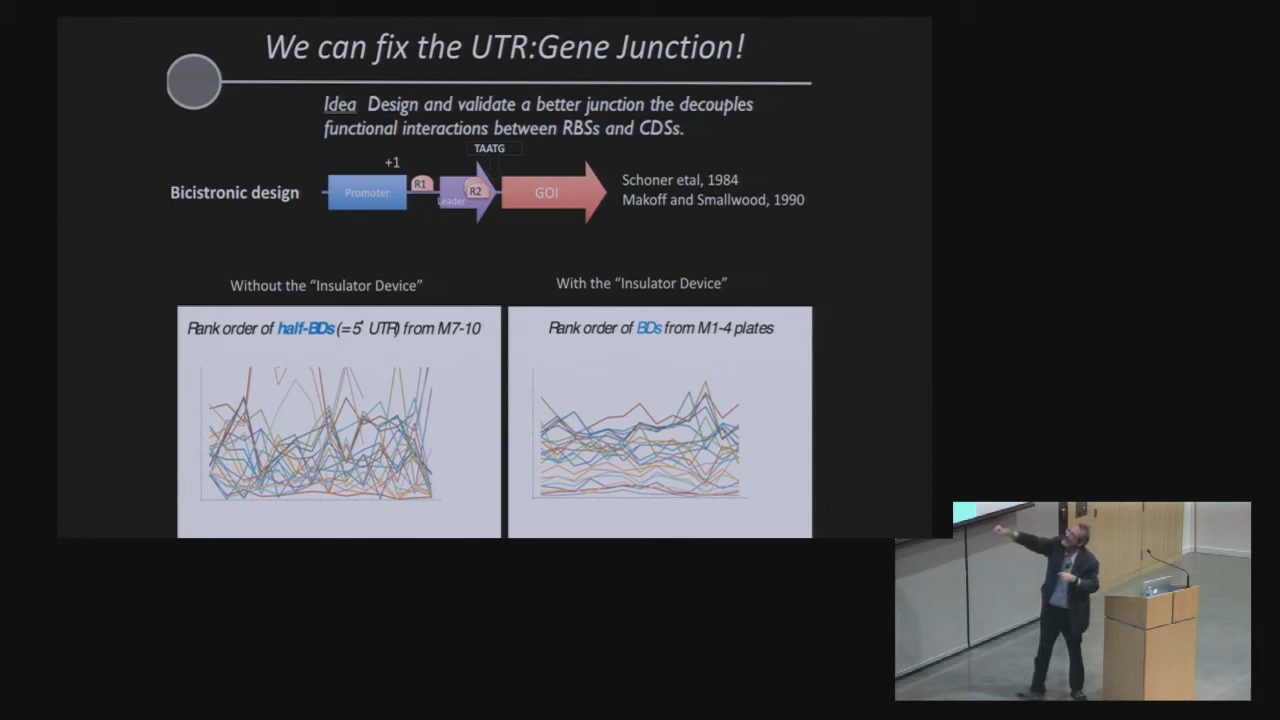 We can fix the UTR:Gene Junction!
Idea Design and validate a better junction the decouples
functional interactions between RBSs and CDSs.
TAATG
+1
Bicistronic design
Promoter
R1
Leader
R2
GOI
Schoner etal, 1984
Makoff and Smallwood, 1990
Without the “Insulator Device”
With the “Insulator Device”
Rank order of half-BDs (= 5' UTR) from M7-10
Rank order of BDs from M1-4 plates